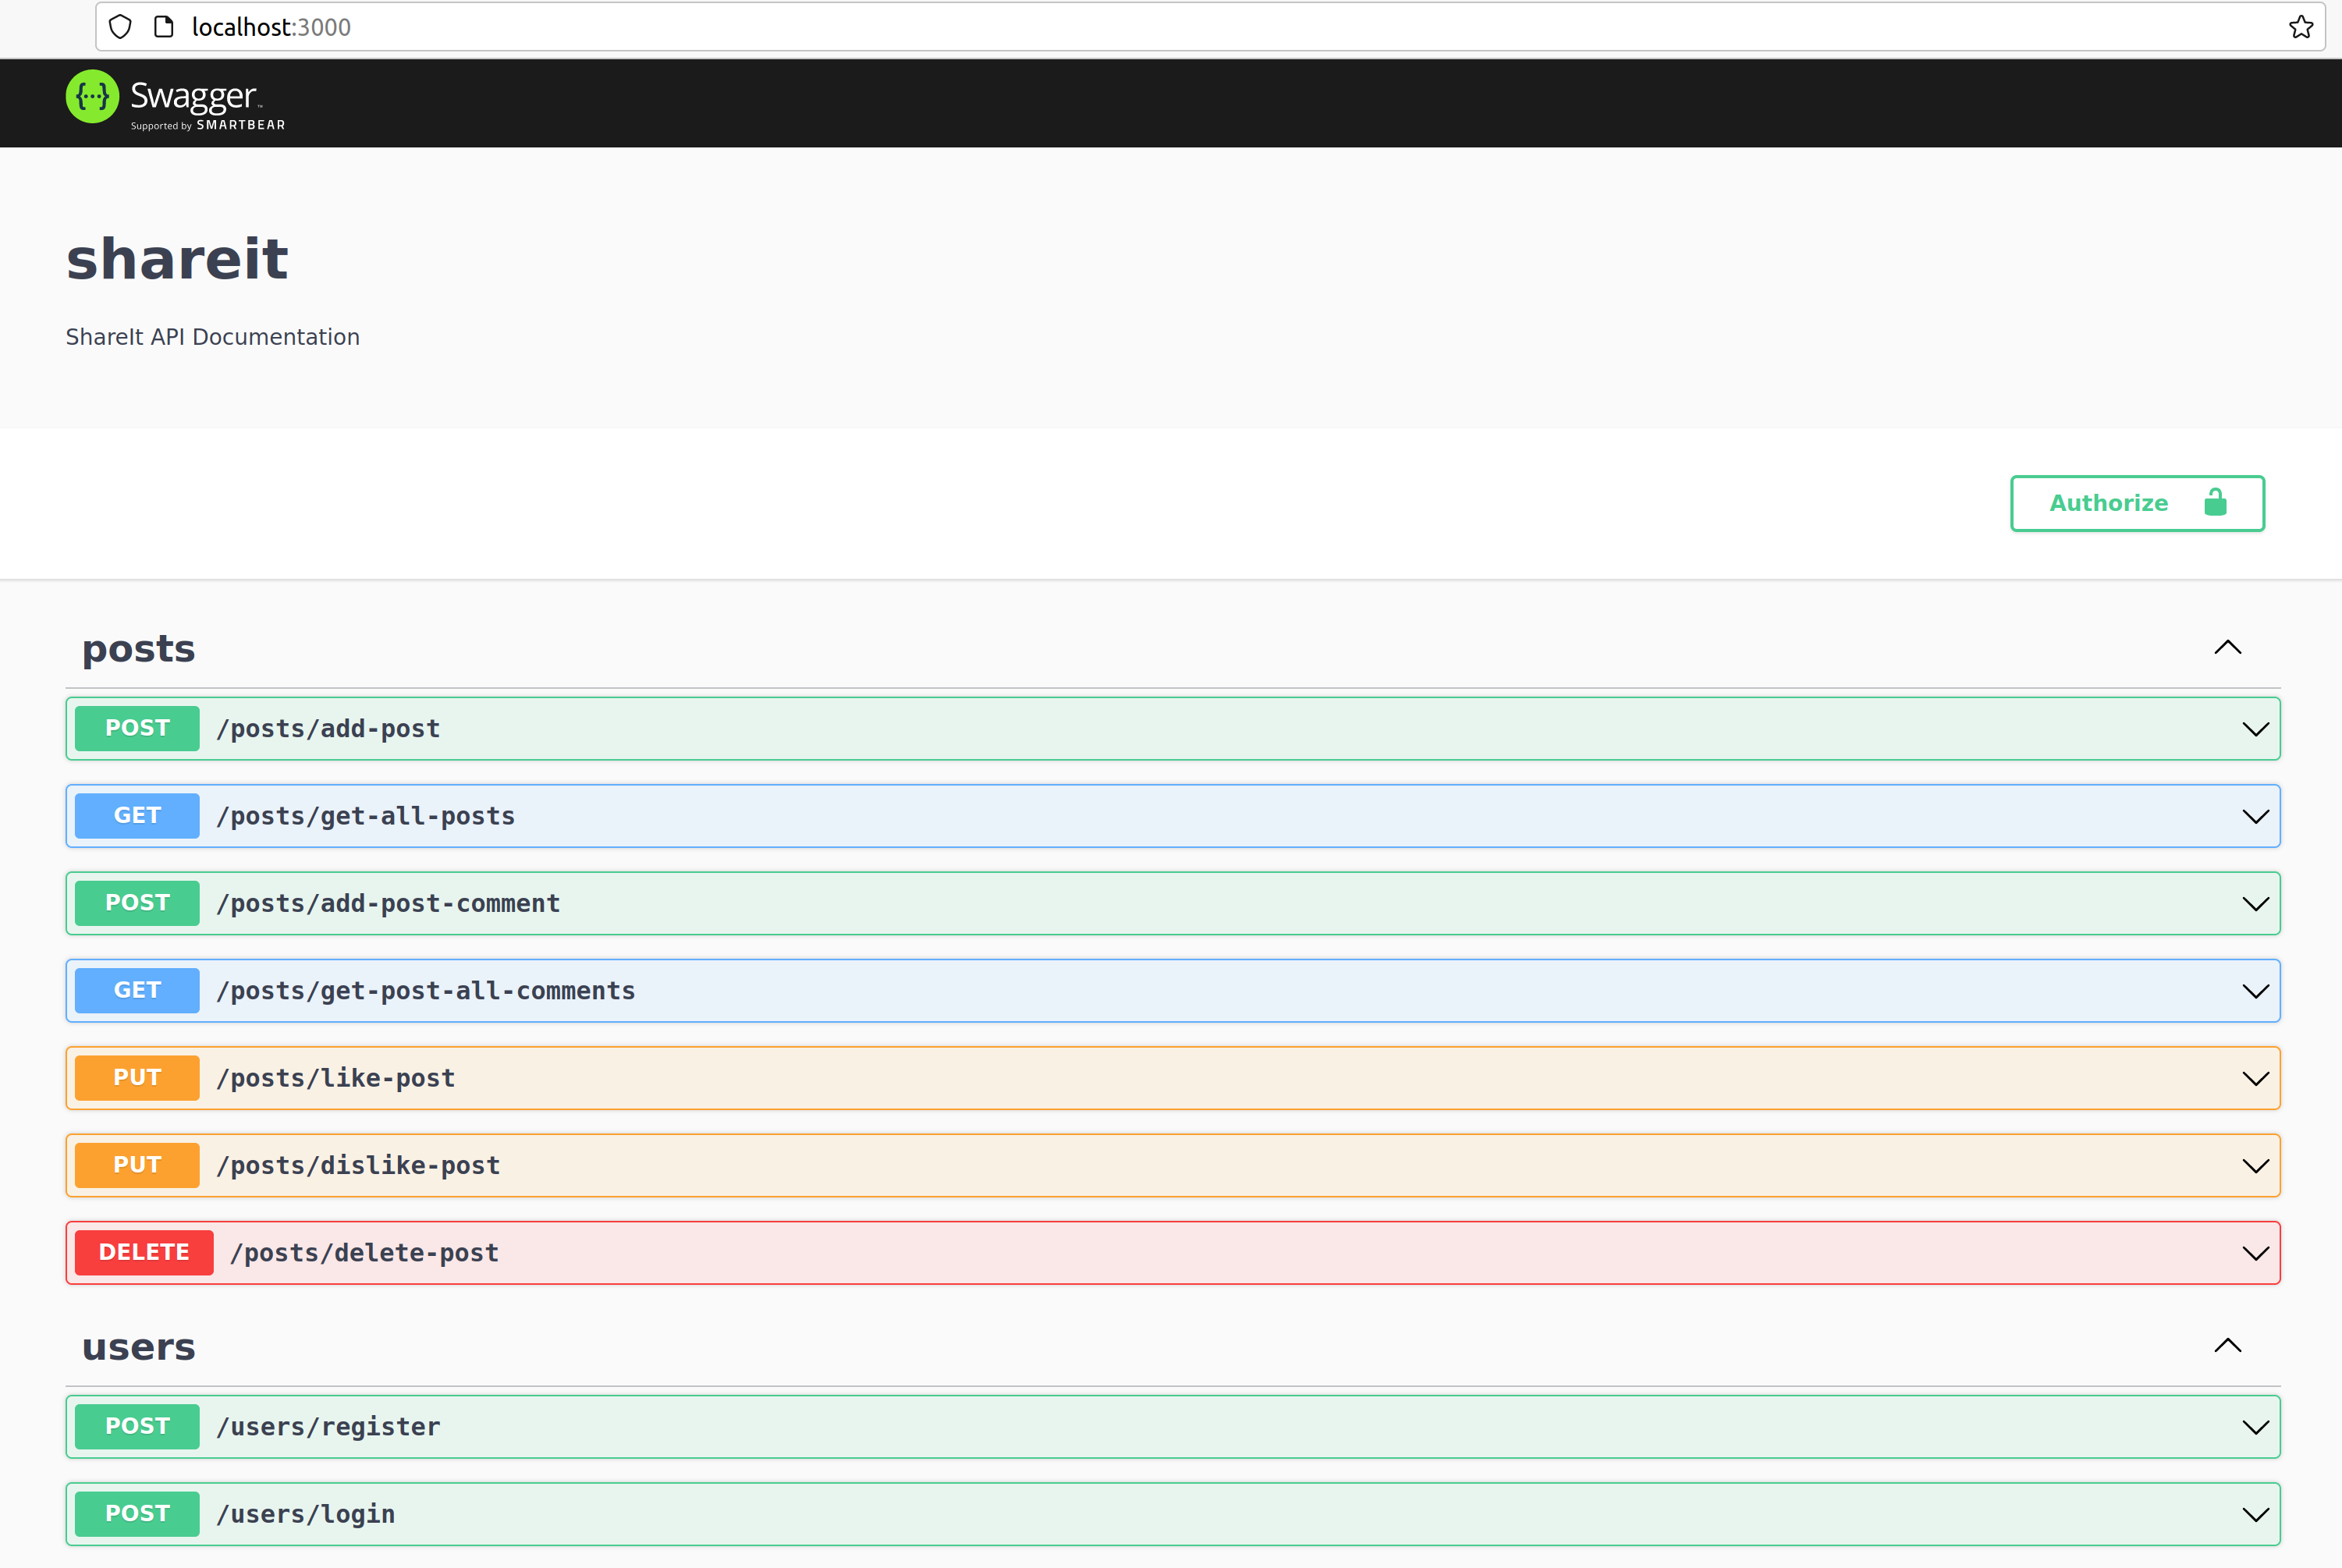 localhost:3000
{···} Swagger™
Supported by SMARTBEAR
shareit
ShareIt API Documentation
Authorize
posts
POST /posts/add-post
GET /posts/get-all-posts
POST /posts/add-post-comment
GET /posts/get-post-all-comments
PUT /posts/like-post
PUT /posts/dislike-post
DELETE /posts/delete-post
users
POST /users/register
POST /users/login